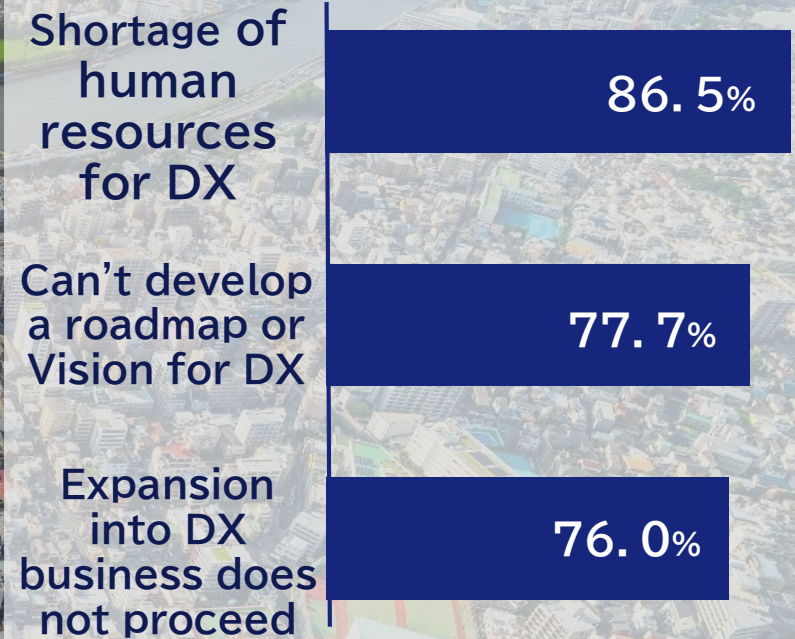 Shortage of
human
resources
for DX
86. 5%
Can't develop
a roadmap or
Vision for DX
77. 7%
Expansion
into DX
business does
not proceed
76. 0%